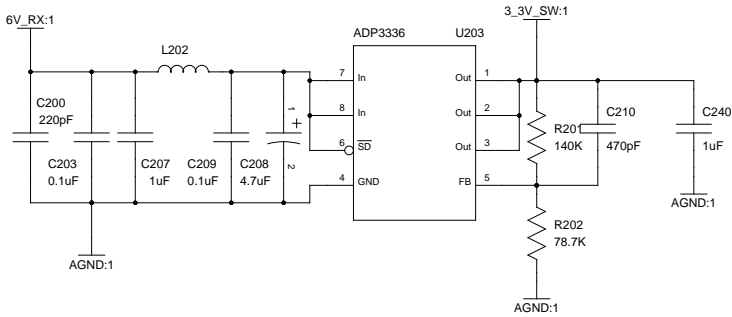 6V_RX:1
3_3V_SW:1
ADP3336
U203
L202
7
In
Out
1
C200
220pF
1
+
8
In
Out
2
C210
470pF
C240
1uF
R201
140K
6
SD
Out
3
C203
0.1uF
C207
1uF
C209
0.1uF
C208
4.7uF
2
4
GND
FB
5
AGND:1
R202
78.7K
AGND:1
AGND:1